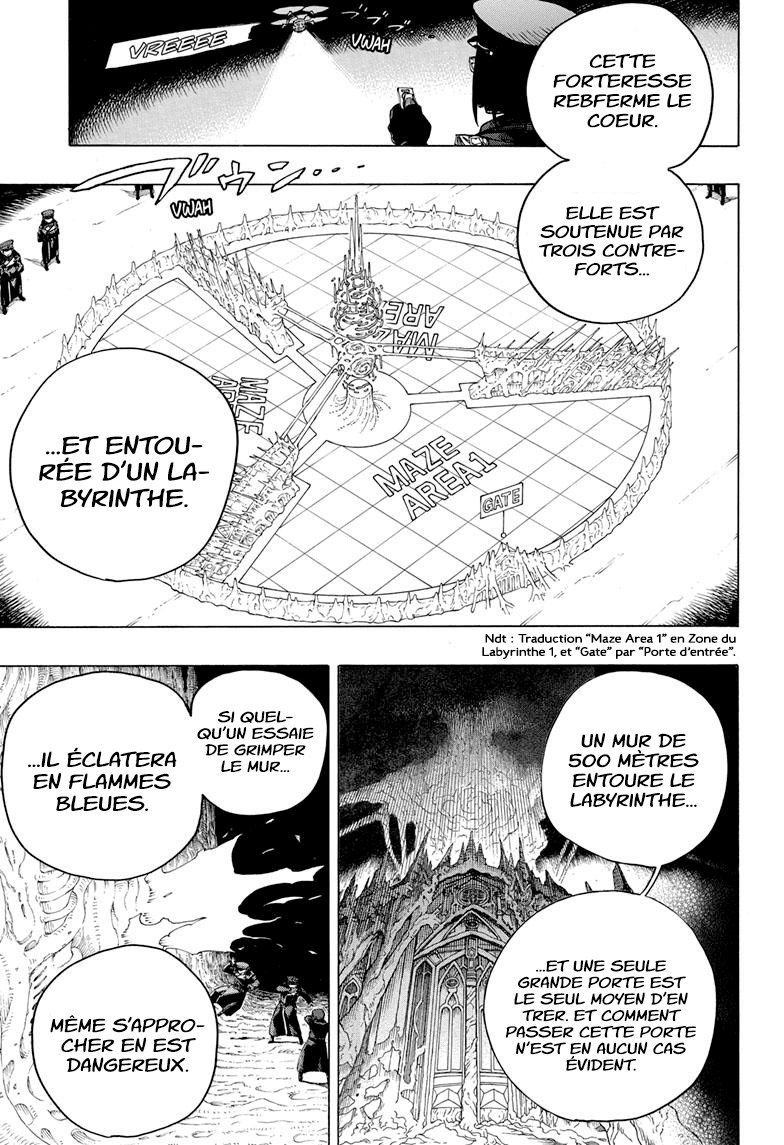 VREEEE
VWAH
CETTE
FORTERESSE
REBFERME LE
COEUR.
ブゥン...
VWAH
ELLE EST
SOUTENUE PAR
TROIS CONTRE-
FORTS...
MAZE
AREA
MAZE
ARE
MAZE
AREA1
GATE
...ET ENTOU-
RÉE D'UN LA-
BYRINTHE.
Ndt : Traduction "Maze Area 1" en Zone du
Labyrinthe 1, et "Gate" par "Porte d'entrée".
UN MUR DE
500 MÈTRES
ENTOURE LE
LABYRINTHE...
...ET UNE SEULE
GRANDE PORTE EST
LE SEUL MOYEN D'EN
TRER. ET COMMENT
PASSER CETTE PORTE
N'EST EN AUCUN CAS
ÉVIDENT.
SI QUEL-
QU'UN ESSAIE
DE GRIMPER
LE MUR...
...IL ÉCLATERA
EN FLAMMES
BLEUES.
MÊME S'APPRO-
CHER EN EST
DANGEREUX.